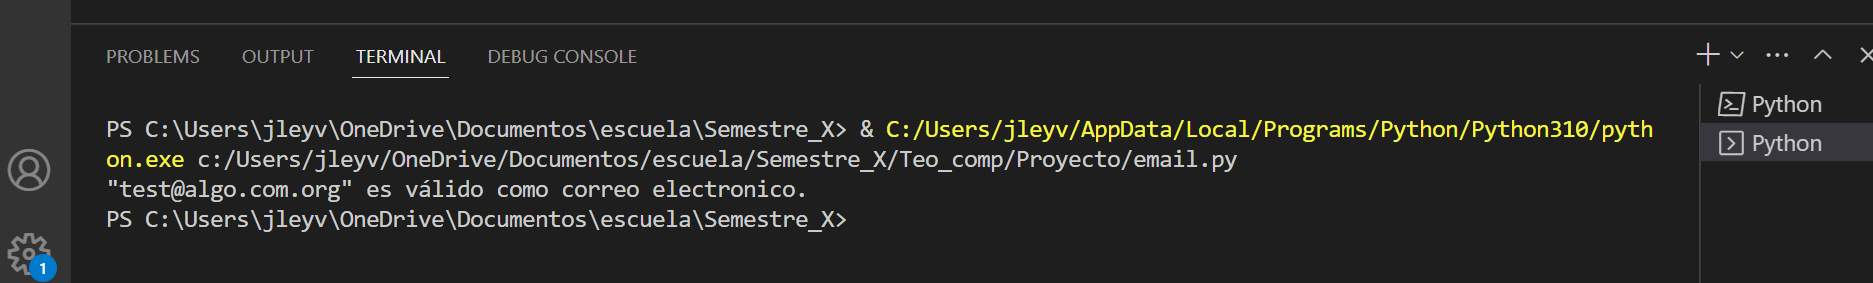 PROBLEMS OUTPUT TERMINAL DEBUG CONSOLE
PS C:\Users\jleyv\OneDrive\Documentos\escuela\Semestre_X> & C:/Users/jleyv/AppData/Local/Programs/Python/Python310/pyth
on.exe c:/Users/jleyv/OneDrive/Documentos/escuela/Semestre_X/Teo_comp/Proyecto/email.py
"test@algo.com.org" es válido como correo electronico.
PS C:\Users\jleyv\OneDrive\Documentos\escuela\Semestre_X>
Python
Python
1